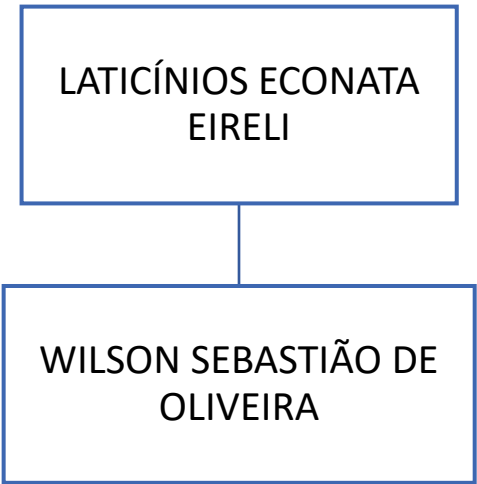 LATICÍNIOS ECONATA
EIRELI
WILSON SEBASTIÃO DE
OLIVEIRA